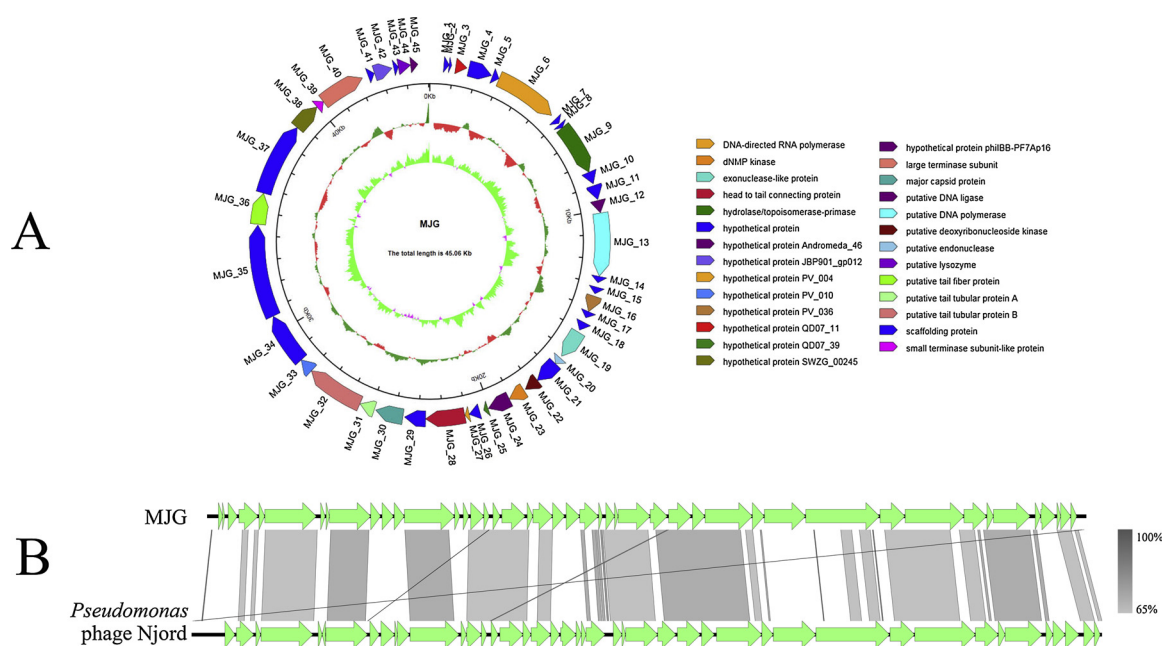 A
MJG_1
MJG_2
MJG_3
MJG_4
MJG_5
MJG_6
MJG_7
MJG_8
MJG_9
MJG_10
MJG_11
MJG_12
MJG_13
MJG_14
MJG_15
MJG_16
MJG_17
MJG_18
MJG_19
MJG_20
MJG_21
MJG_22
MJG_23
MJG_24
MJG_25
MJG_26
MJG_27
MJG_28
MJG_29
MJG_30
MJG_31
MJG_32
MJG_33
MJG_34
MJG_35
MJG_36
MJG_37
MJG_38
MJG_39
MJG_40
MJG_41
MJG_42
MJG_43
MJG_44
MJG_45
0Kb
10Kb
20Kb
30Kb
40Kb
MJG
The total length is 45.06 Kb
DNA-directed RNA polymerase
dNMP kinase
exonuclease-like protein
head to tail connecting protein
hydrolase/topoisomerase-primase
hypothetical protein
hypothetical protein Andromeda_46
hypothetical protein JBP901_gp012
hypothetical protein PV_004
hypothetical protein PV_010
hypothetical protein PV_036
hypothetical protein QD07_11
hypothetical protein QD07_39
hypothetical protein SWZG_00245
hypothetical protein phiIBB-PF7Ap16
large terminase subunit
major capsid protein
putative DNA ligase
putative DNA polymerase
putative deoxyribonucleoside kinase
putative endonuclease
putative lysozyme
putative tail fiber protein
putative tail tubular protein A
putative tail tubular protein B
scaffolding protein
small terminase subunit-like protein
B
MJG
Pseudomonas
phage Njord
100%
65%